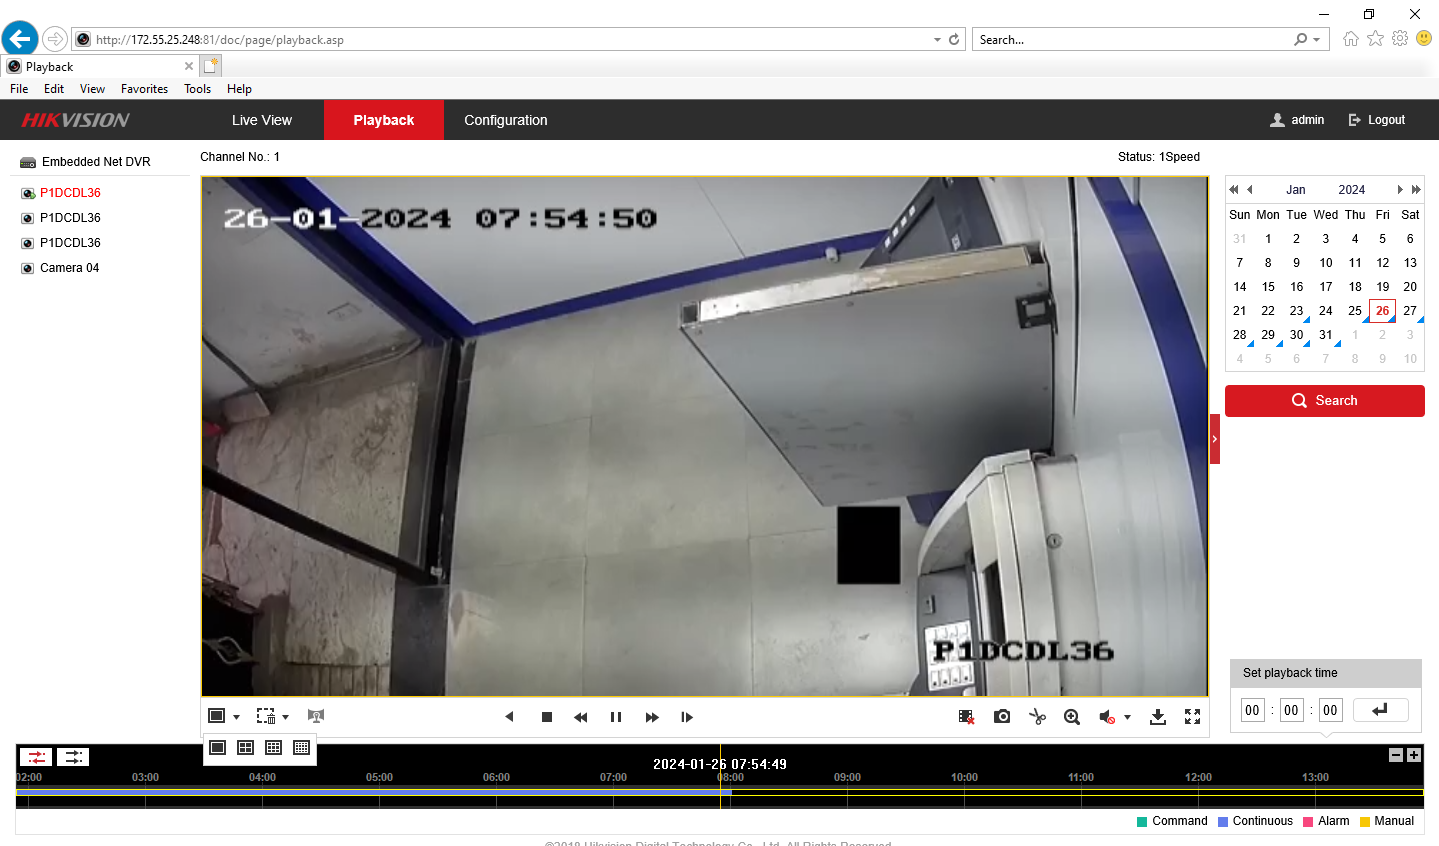 http://172.55.25.248:81/doc/page/playback.asp
Search...
Playback
File Edit View Favorites Tools Help
HIKVISION
Live View Playback Configuration
admin Logout
Embedded Net DVR
P1DCDL36
P1DCDL36
P1DCDL36
Camera 04
Channel No.: 1
Status: 1Speed
26-01-2024 07:54:50
P1DCDL36
Jan 2024
Sun Mon Tue Wed Thu Fri Sat
31 1 2 3 4 5 6
7 8 9 10 11 12 13
14 15 16 17 18 19 20
21 22 23 24 25 26 27
28 29 30 31 1 2 3
4 5 6 7 8 9 10
Search
Set playback time
00 : 00 : 00
2024-01-26 07:54:49
02:00 03:00 04:00 05:00 06:00 07:00 08:00 09:00 10:00 11:00 12:00 13:00
Command Continuous Alarm Manual
©2019 Hikvision Digital Technology Co., Ltd. All Rights Reserved.